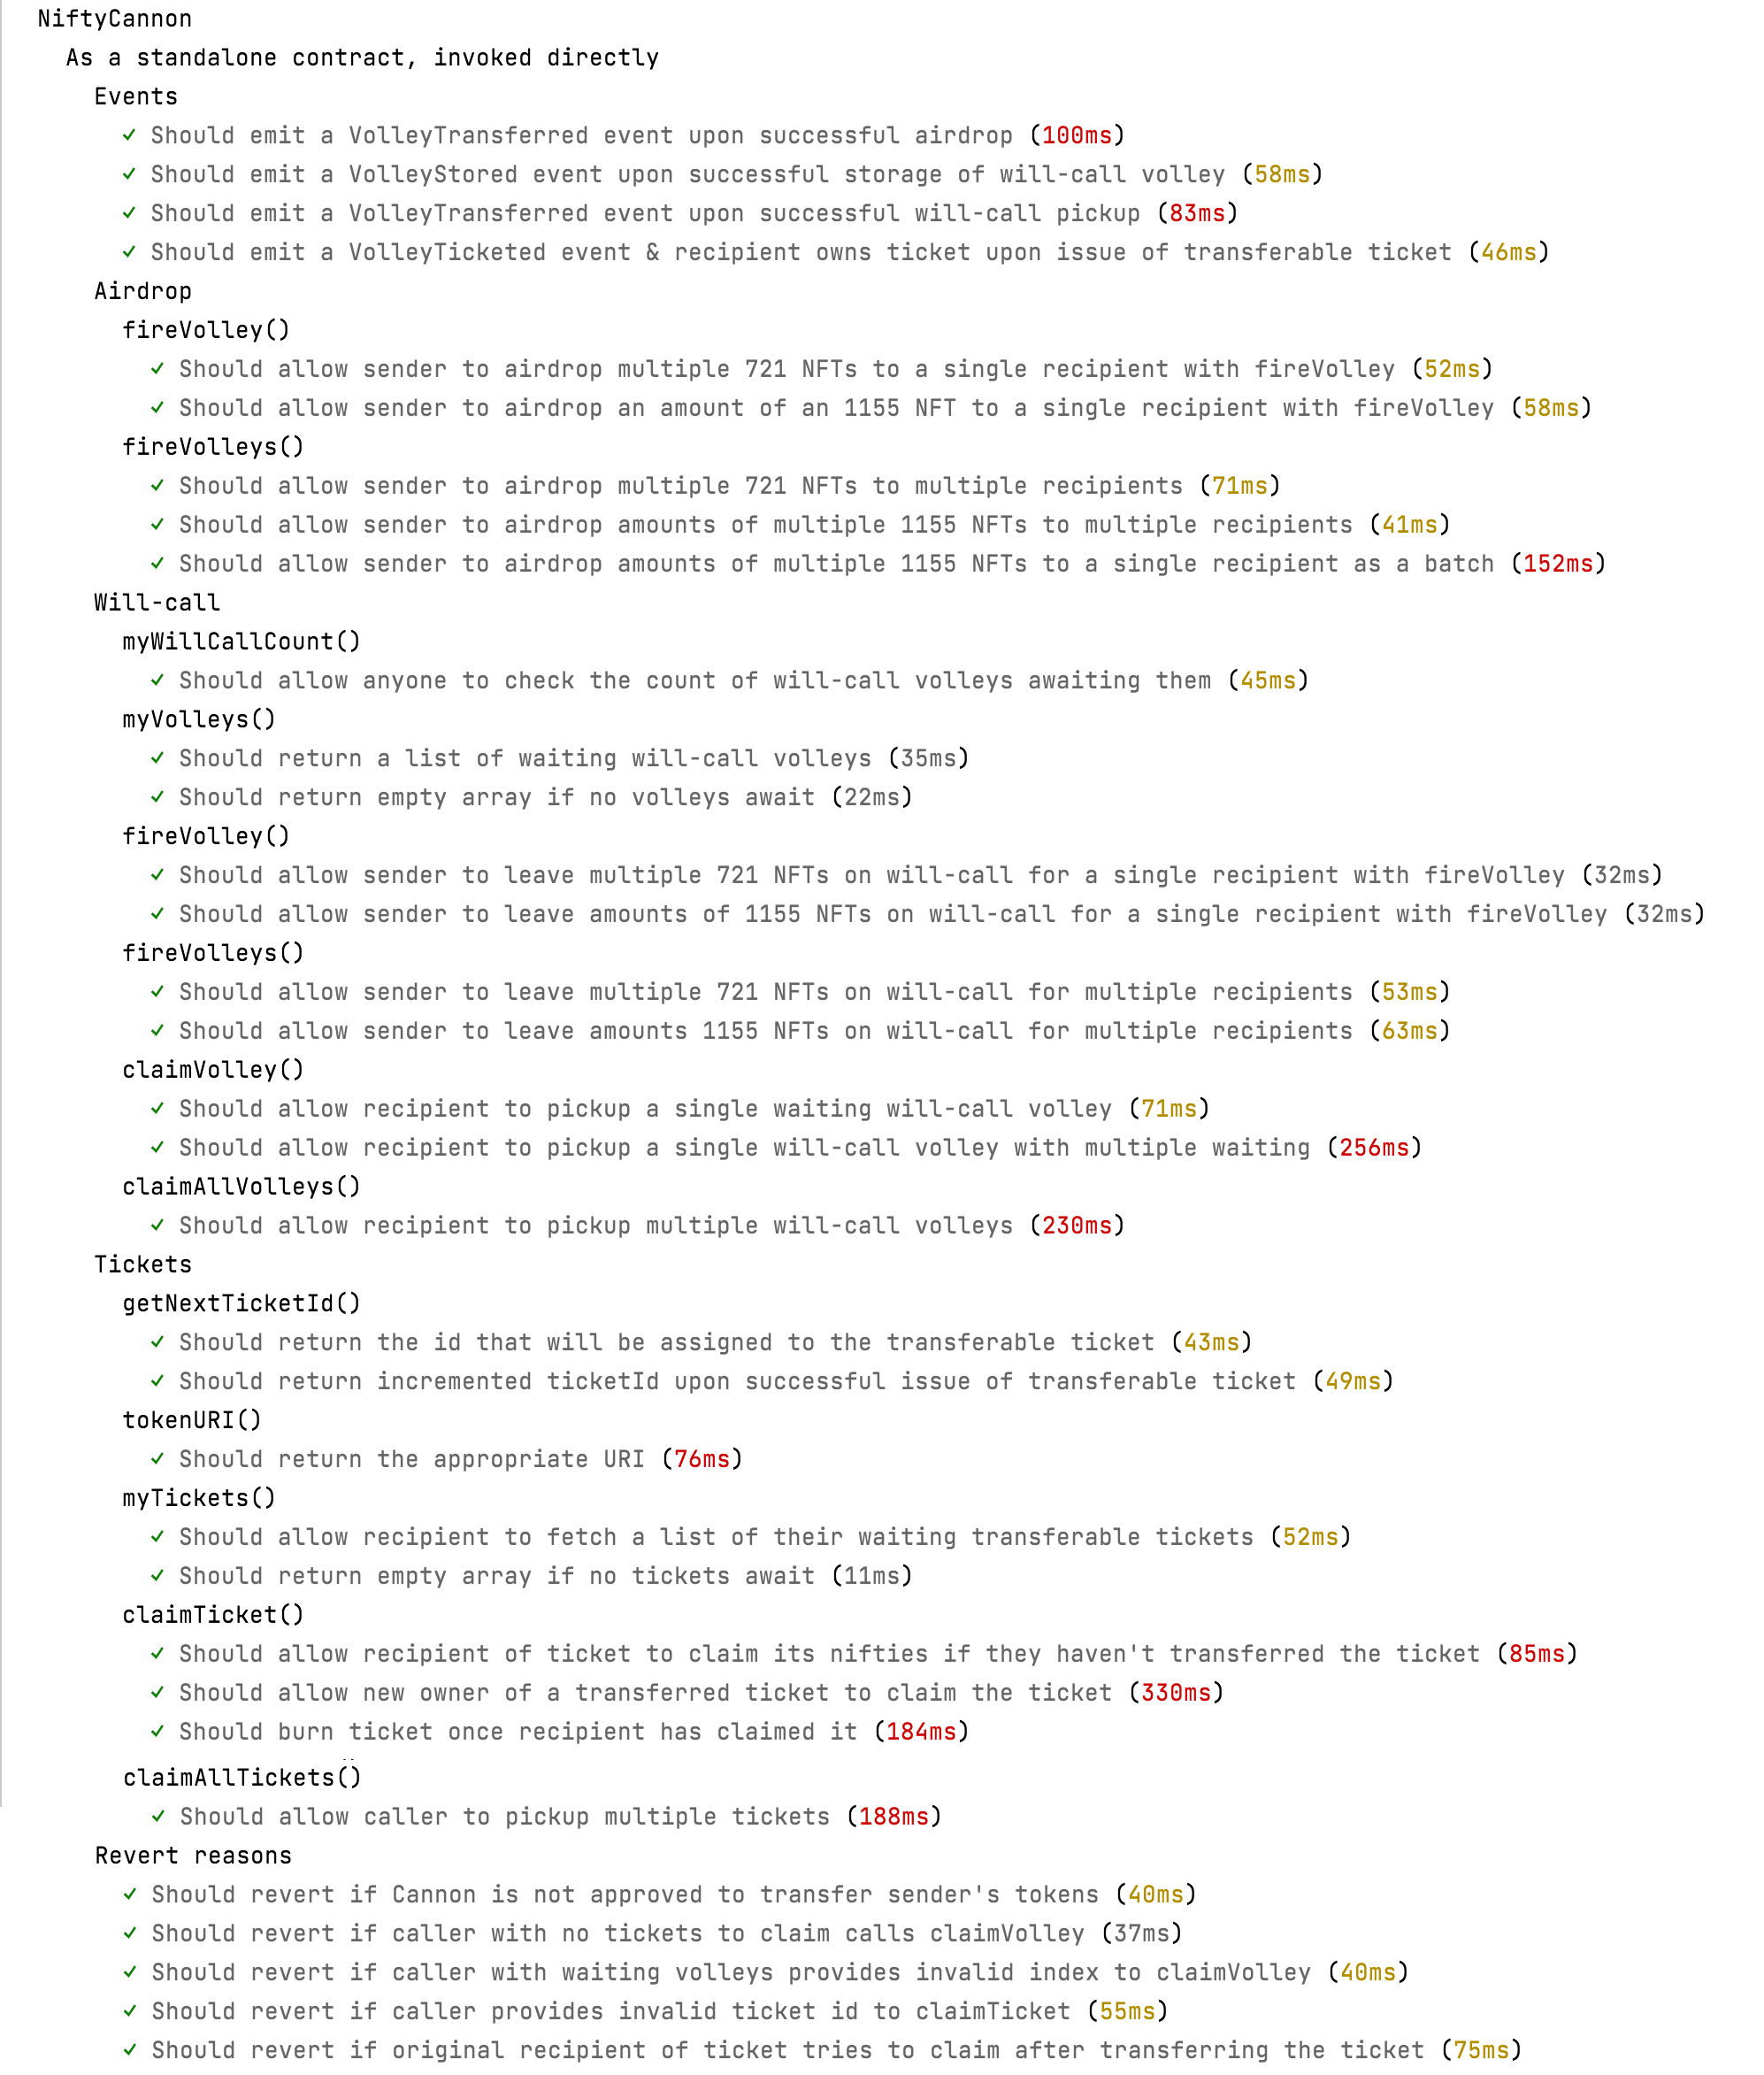 NiftyCannon
As a standalone contract, invoked directly
Events
✓ Should emit a VolleyTransferred event upon successful airdrop (100ms)
✓ Should emit a VolleyStored event upon successful storage of will-call volley (58ms)
✓ Should emit a VolleyTransferred event upon successful will-call pickup (83ms)
✓ Should emit a VolleyTicketed event & recipient owns ticket upon issue of transferable ticket (46ms)
Airdrop
fireVolley()
✓ Should allow sender to airdrop multiple 721 NFTs to a single recipient with fireVolley (52ms)
✓ Should allow sender to airdrop an amount of an 1155 NFT to a single recipient with fireVolley (58ms)
fireVolleys()
✓ Should allow sender to airdrop multiple 721 NFTs to multiple recipients (71ms)
✓ Should allow sender to airdrop amounts of multiple 1155 NFTs to multiple recipients (41ms)
✓ Should allow sender to airdrop amounts of multiple 1155 NFTs to a single recipient as a batch (152ms)
Will-call
myWillCallCount()
✓ Should allow anyone to check the count of will-call volleys awaiting them (45ms)
myVolleys()
✓ Should return a list of waiting will-call volleys (35ms)
✓ Should return empty array if no volleys await (22ms)
fireVolley()
✓ Should allow sender to leave multiple 721 NFTs on will-call for a single recipient with fireVolley (32ms)
✓ Should allow sender to leave amounts of 1155 NFTs on will-call for a single recipient with fireVolley (32ms)
fireVolleys()
✓ Should allow sender to leave multiple 721 NFTs on will-call for multiple recipients (53ms)
✓ Should allow sender to leave amounts 1155 NFTs on will-call for multiple recipients (63ms)
claimVolley()
✓ Should allow recipient to pickup a single waiting will-call volley (71ms)
✓ Should allow recipient to pickup a single will-call volley with multiple waiting (256ms)
claimAllVolleys()
✓ Should allow recipient to pickup multiple will-call volleys (230ms)
Tickets
getNextTicketId()
✓ Should return the id that will be assigned to the transferable ticket (43ms)
✓ Should return incremented ticketId upon successful issue of transferable ticket (49ms)
tokenURI()
✓ Should return the appropriate URI (76ms)
myTickets()
✓ Should allow recipient to fetch a list of their waiting transferable tickets (52ms)
✓ Should return empty array if no tickets await (11ms)
claimTicket()
✓ Should allow recipient of ticket to claim its nifties if they haven't transferred the ticket (85ms)
✓ Should allow new owner of a transferred ticket to claim the ticket (330ms)
✓ Should burn ticket once recipient has claimed it (184ms)
claimAllTickets()
✓ Should allow caller to pickup multiple tickets (188ms)
Revert reasons
✓ Should revert if Cannon is not approved to transfer sender's tokens (40ms)
✓ Should revert if caller with no tickets to claim calls claimVolley (37ms)
✓ Should revert if caller with waiting volleys provides invalid index to claimVolley (40ms)
✓ Should revert if caller provides invalid ticket id to claimTicket (55ms)
✓ Should revert if original recipient of ticket tries to claim after transferring the ticket (75ms)